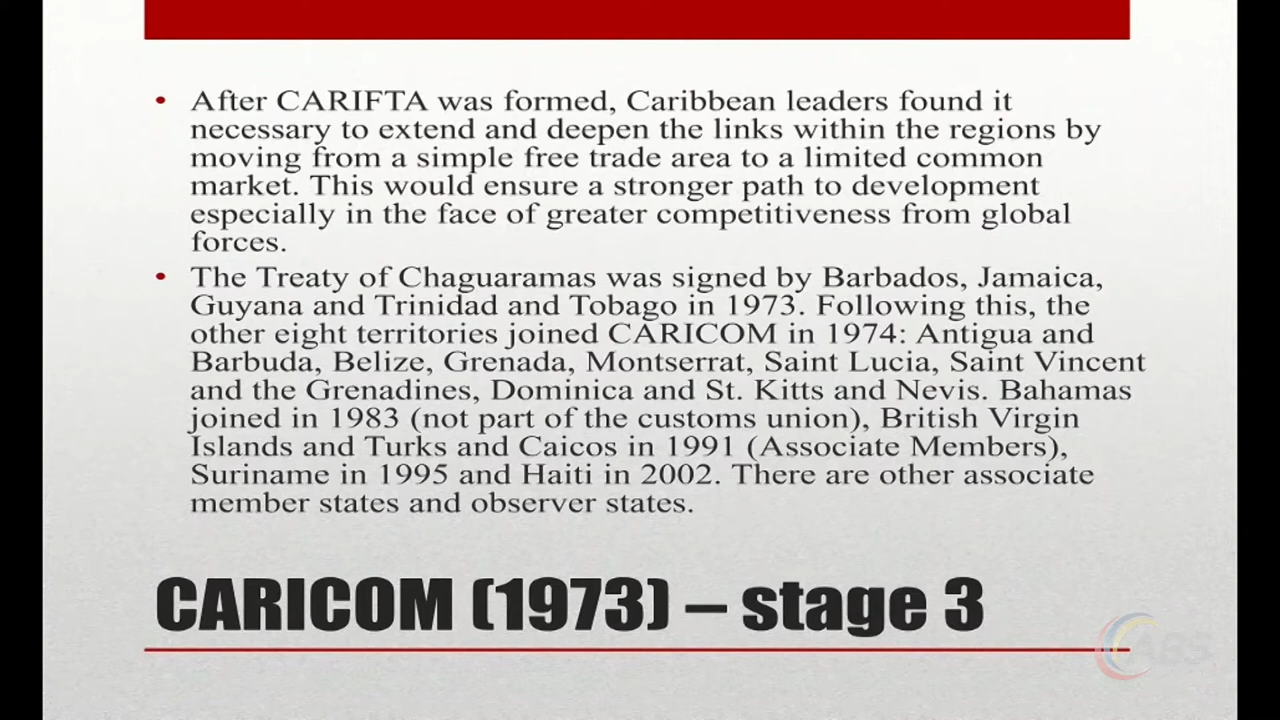 • After CARIFTA was formed, Caribbean leaders found it
necessary to extend and deepen the links within the regions by
moving from a simple free trade area to a limited common
market. This would ensure a stronger path to development
especially in the face of greater competitiveness from global
forces.
• The Treaty of Chaguaramas was signed by Barbados, Jamaica,
Guyana and Trinidad and Tobago in 1973. Following this, the
other eight territories joined CARICOM in 1974: Antigua and
Barbuda, Belize, Grenada, Montserrat, Saint Lucia, Saint Vincent
and the Grenadines, Dominica and St. Kitts and Nevis. Bahamas
joined in 1983 (not part of the customs union), British Virgin
Islands and Turks and Caicos in 1991 (Associate Members),
Suriname in 1995 and Haiti in 2002. There are other associate
member states and observer states.
CARICOM (1973) – stage 3
ABS